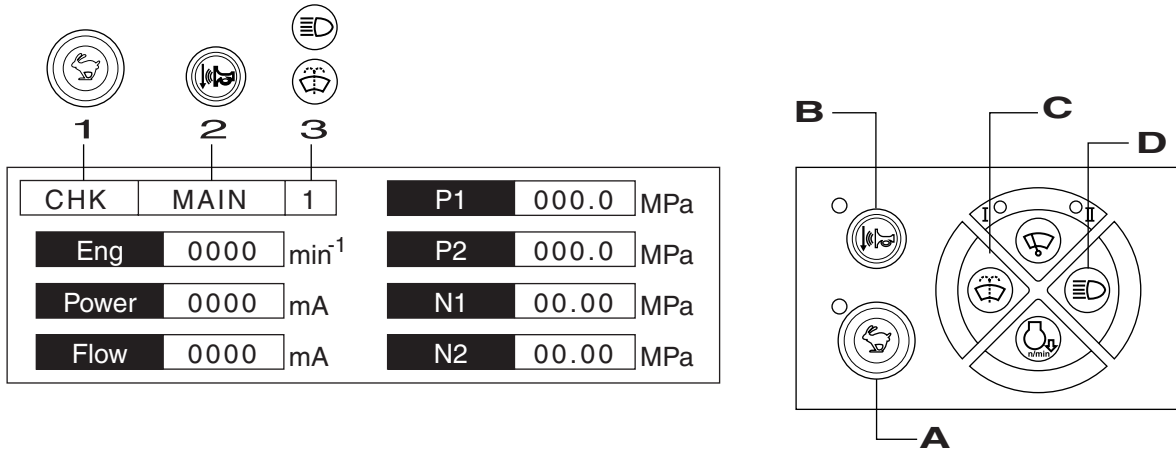 1 2 3
CHK MAIN 1
Eng 0000 min-1
Power 0000 mA
Flow 0000 mA
P1 000.0 MPa
P2 000.0 MPa
N1 00.00 MPa
N2 00.00 MPa
B C
D
I II
n/min
A